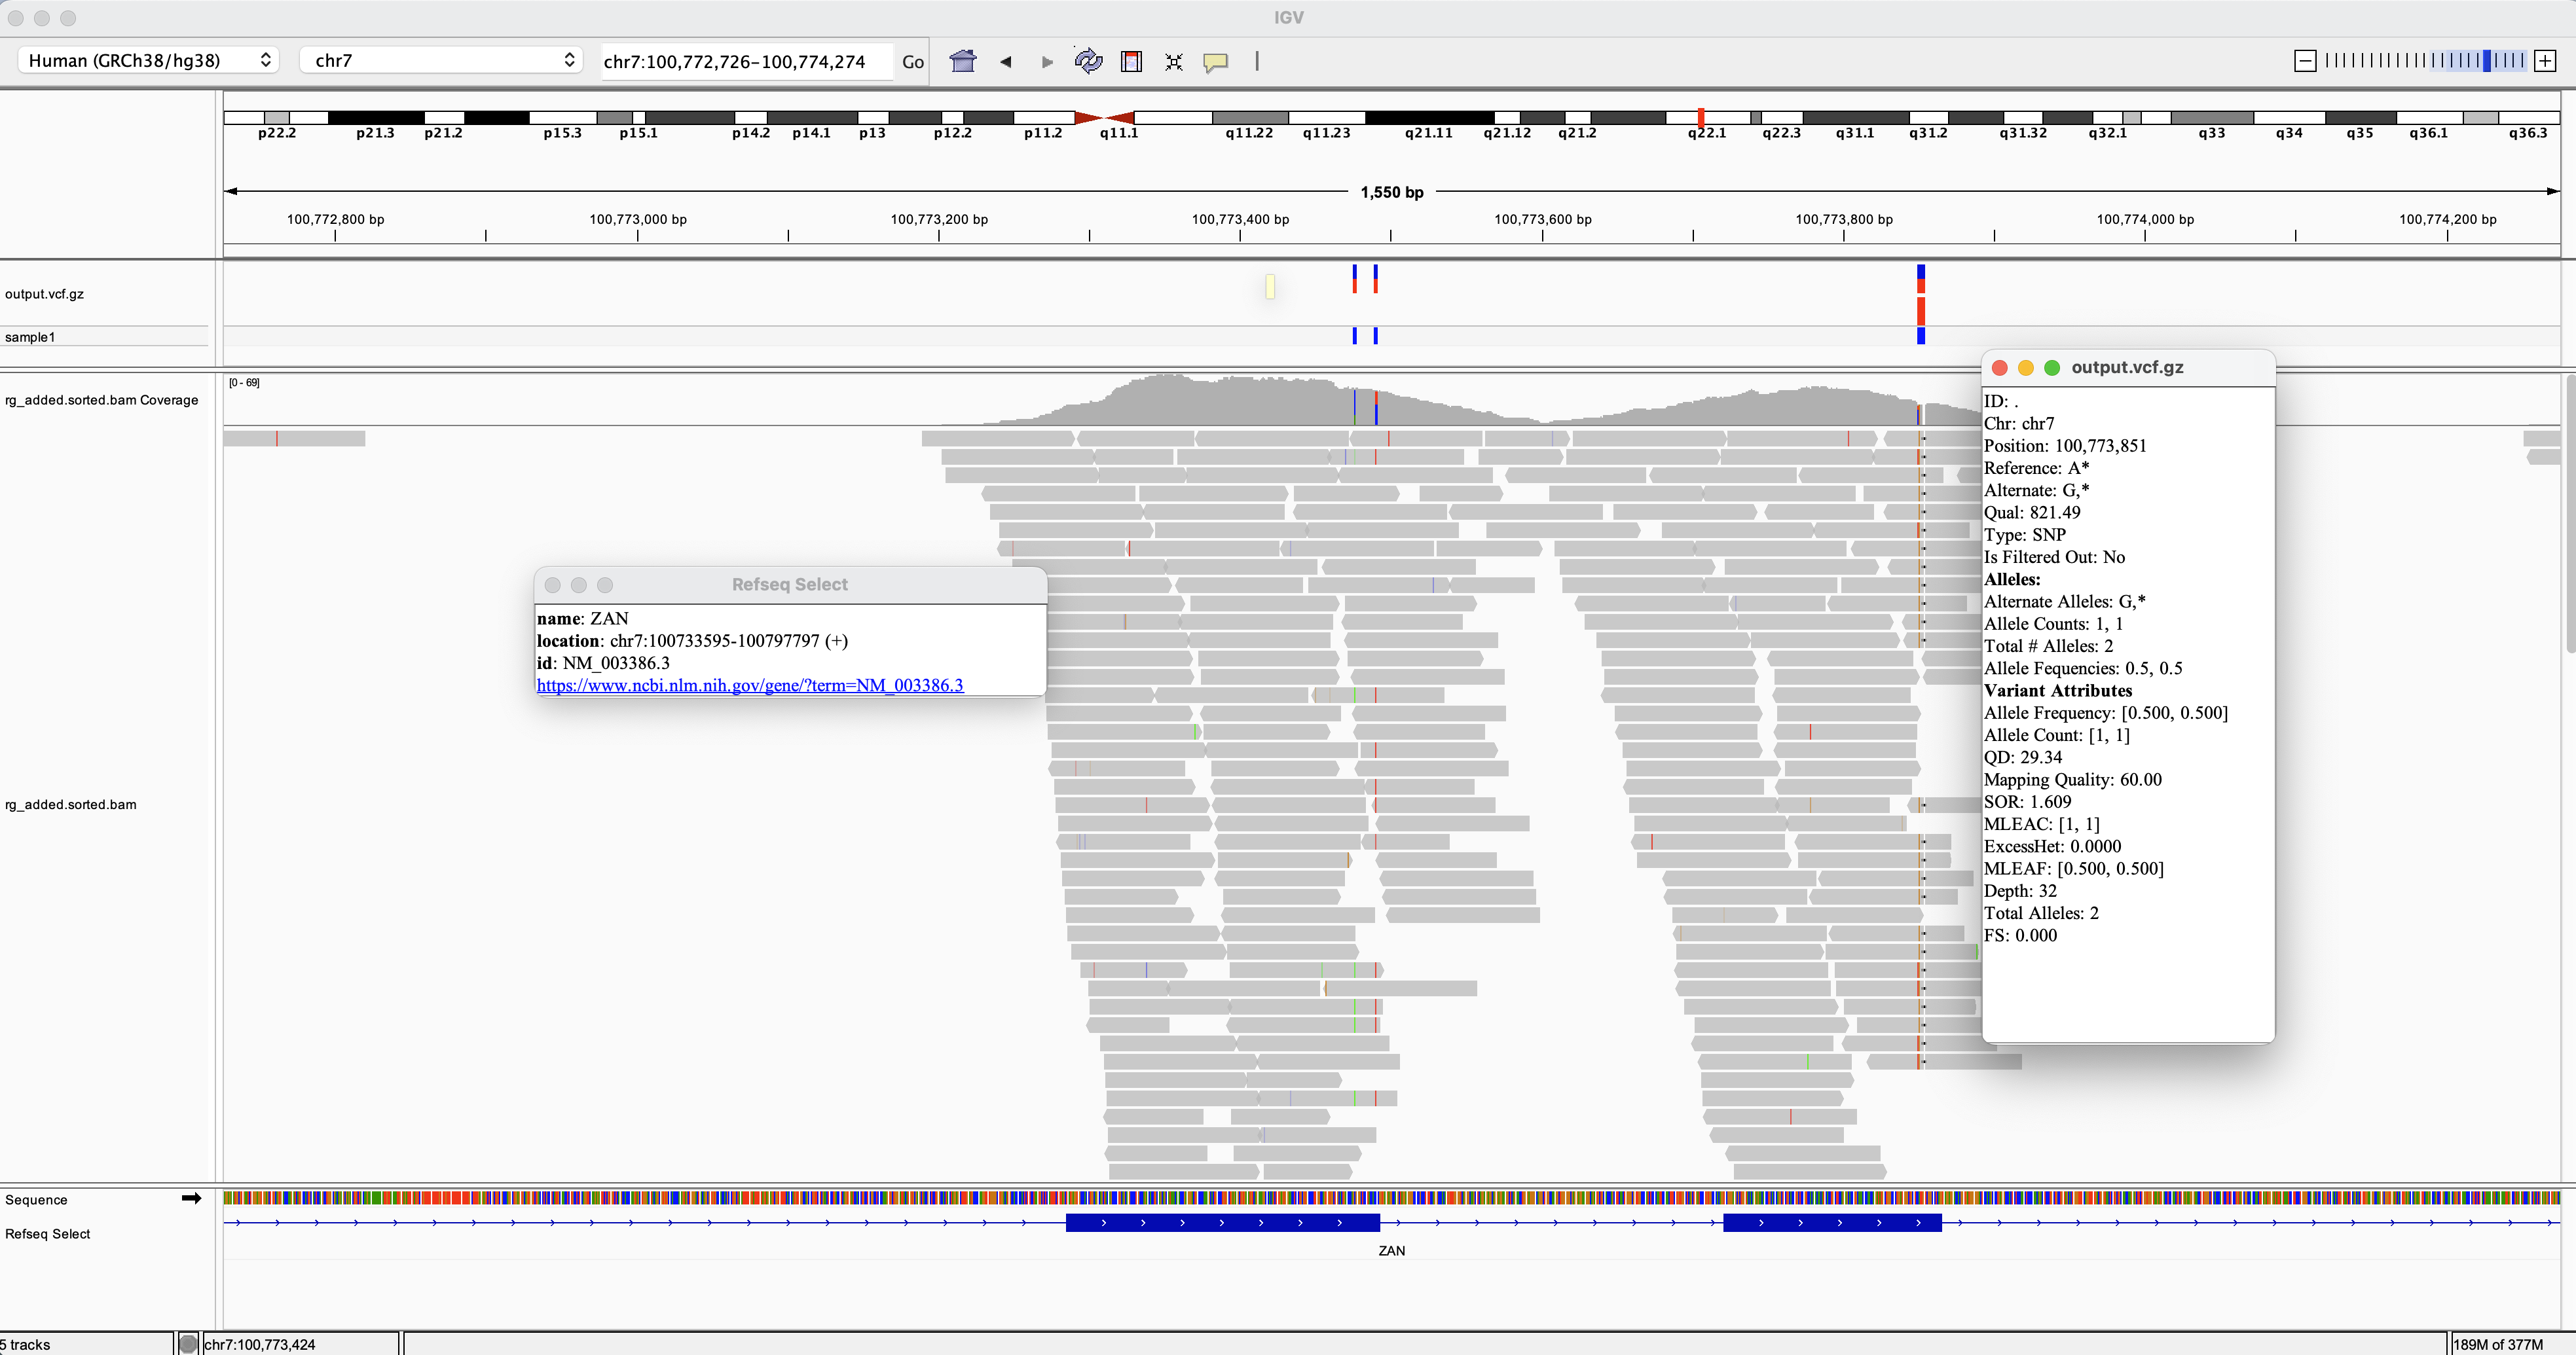 IGV
Human (GRCh38/hg38)
chr7
chr7:100,772,726-100,774,274
Go
p22.2 p21.3 p21.2 p15.3 p15.1 p14.2 p14.1 p13 p12.2 p11.2 q11.1 q11.22 q11.23 q21.11 q21.12 q21.2 q22.1 q22.3 q31.1 q31.2 q31.32 q32.1 q33 q34 q35 q36.1 q36.3
1,550 bp
100,772,800 bp 100,773,000 bp 100,773,200 bp 100,773,400 bp 100,773,600 bp 100,773,800 bp 100,774,000 bp 100,774,200 bp
output.vcf.gz
sample1
[0 - 69]
rg_added.sorted.bam Coverage
output.vcf.gz
ID: .
Chr: chr7
Position: 100,773,851
Reference: A*
Alternate: G,*
Qual: 821.49
Type: SNP
Is Filtered Out: No
Alleles:
Alternate Alleles: G,*
Allele Counts: 1, 1
Total # Alleles: 2
Allele Fequencies: 0.5, 0.5
Variant Attributes
Allele Frequency: [0.500, 0.500]
Allele Count: [1, 1]
QD: 29.34
Mapping Quality: 60.00
SOR: 1.609
MLEAC: [1, 1]
ExcessHet: 0.0000
MLEAF: [0.500, 0.500]
Depth: 32
Total Alleles: 2
FS: 0.000
Refseq Select
name: ZAN
location: chr7:100733595-100797797 (+)
id: NM_003386.3
https://www.ncbi.nlm.nih.gov/gene/?term=NM_003386.3
rg_added.sorted.bam
Sequence
Refseq Select
ZAN
5 tracks
chr7:100,773,424
189M of 377M